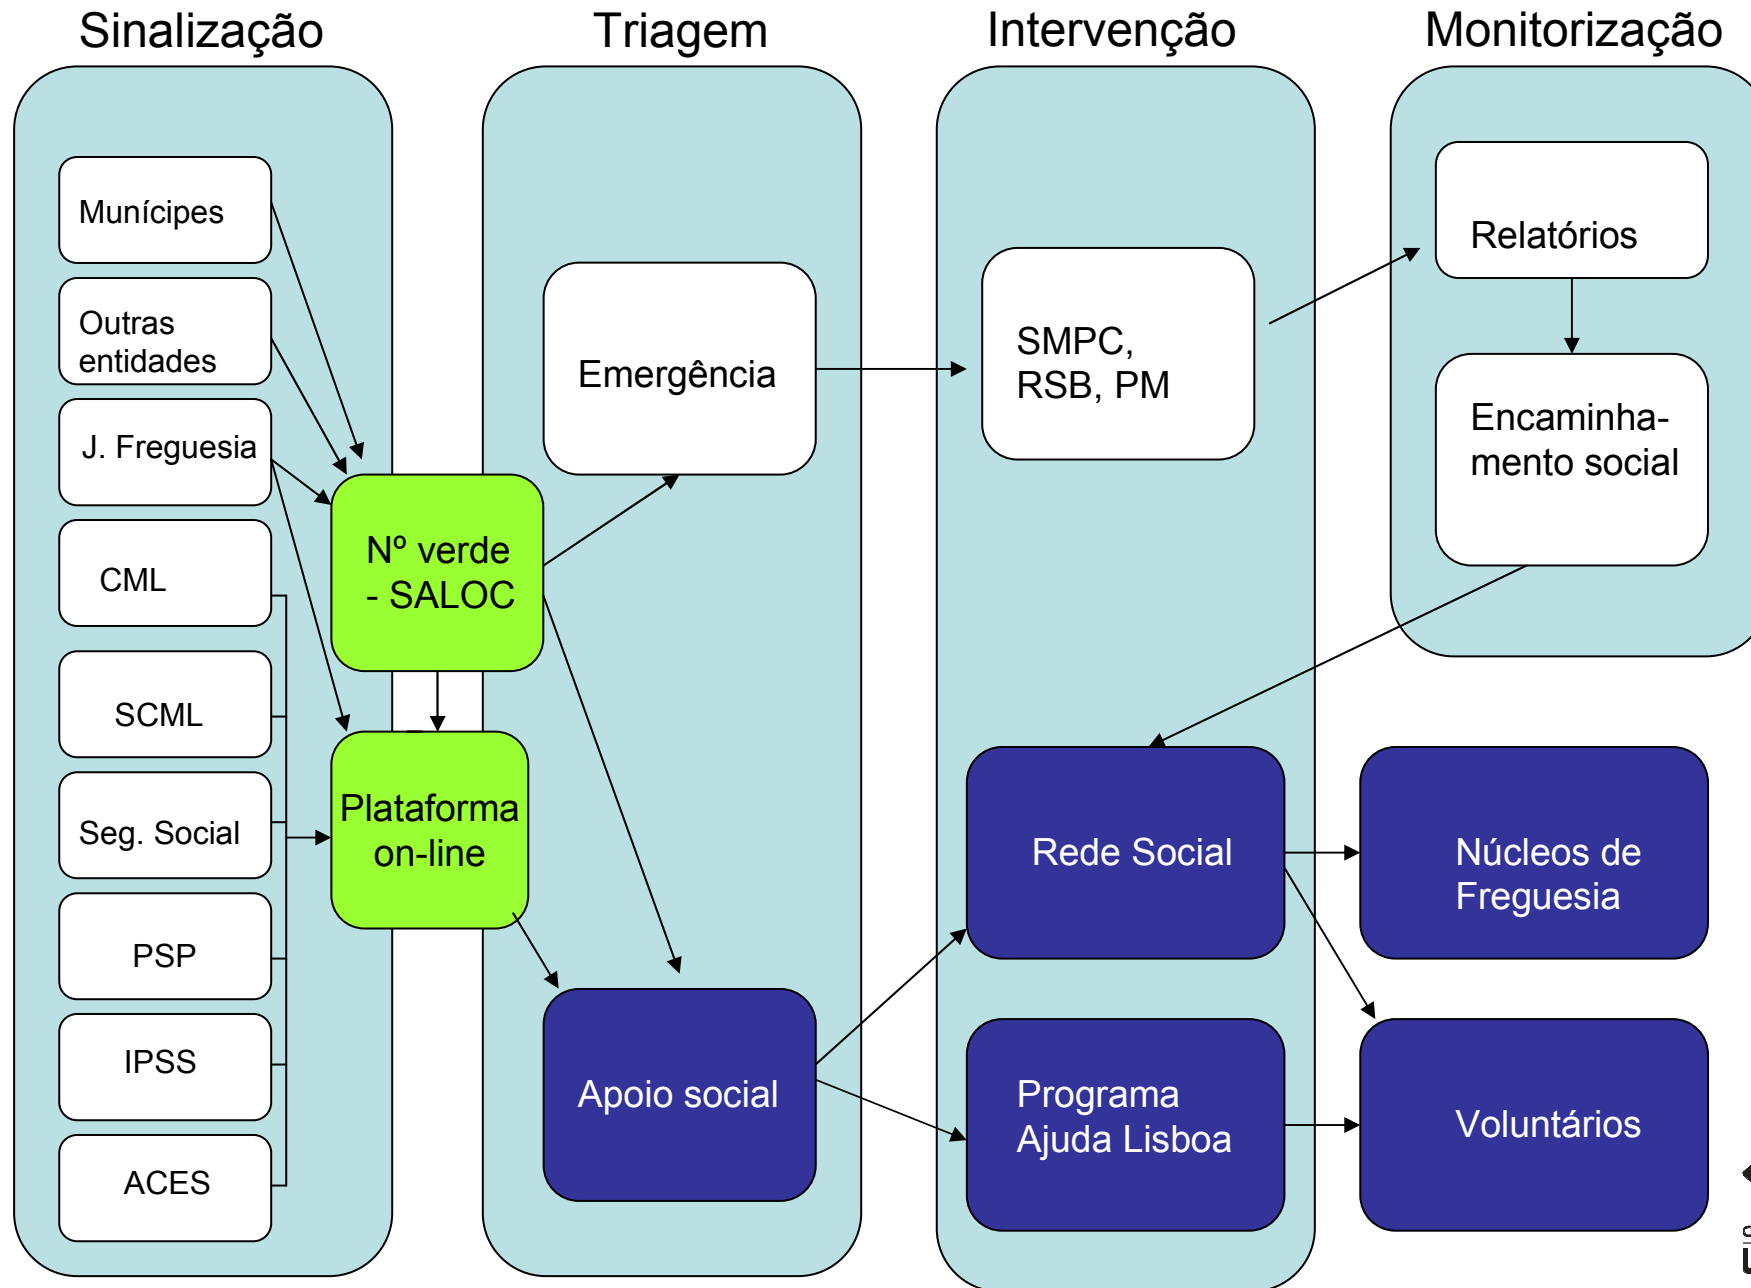 Sinalização
Triagem
Intervenção
Monitorização
Munícipes
Outras
entidades
J. Freguesia
CML
SCML
Seg. Social
PSP
IPSS
ACES
Nº verde
- SALOC
Plataforma
on-line
Emergência
Apoio social
SMPC,
RSB, PM
Rede Social
Programa
Ajuda Lisboa
Relatórios
Encaminha-
mento social
Núcleos de
Freguesia
Voluntários